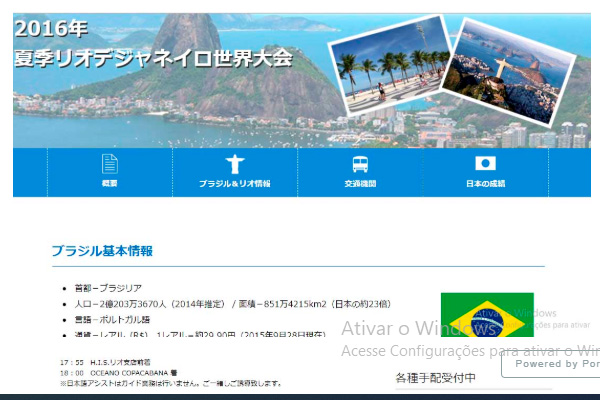 2016年
夏季リオデジャネイロ世界大会
概要
ブラジル＆リオ情報
交通機関
日本の成績
ブラジル基本情報
首都－ブラジリア
人口－2億203万3670人（2014年推定） / 面積－851万4215km2（日本の約23倍）
言語－ポルトガル語
通貨－レアル（R$） 1レアル＝約29.90円（2015年9月28日現在）
Ativar o Windows
ções para ativar
Ativar o Windows
Acesse Configurações para ativar o Win
Powered by Por
17：55 H.I.S.リオ支店前着
18：00 OCEANO COPACABANA 着
※日本語アシストはガイド業務は行いません。ご一緒しご誘導致します。
各種手配受付中